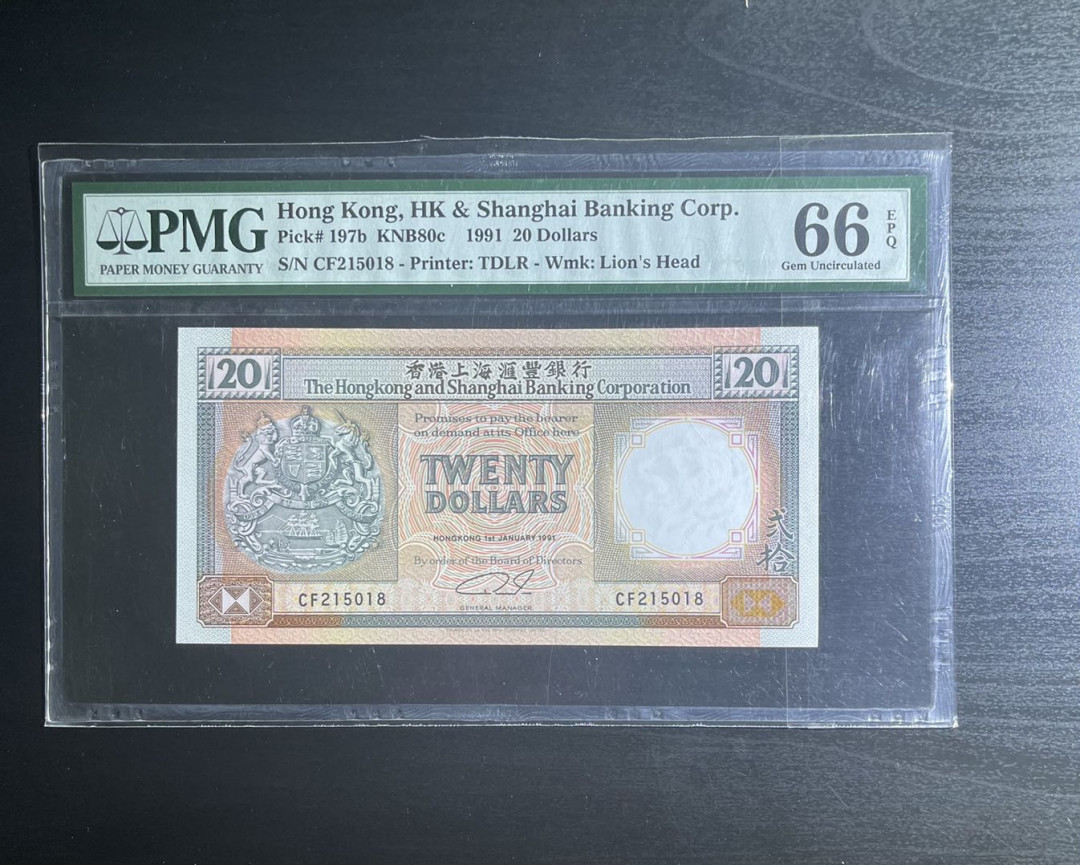 PMG
PAPER MONEY GUARANTY
Hong Kong, HK & Shanghai Banking Corp.
Pick# 197b KNB80c 1991 20 Dollars
S/N CF215018 - Printer: TDLR - Wmk: Lion's Head
66 EPQ
Gem Uncirculated
20
香港上海滙豐銀行
The Hongkong and Shanghai Banking Corporation
20
Promises to pay the bearer
on demand at its Office here
TWENTY
DOLLARS
HONGKONG 1st JANUARY 1991
By order of the Board of Directors
GENERAL MANAGER
貳拾
CF215018
CF215018